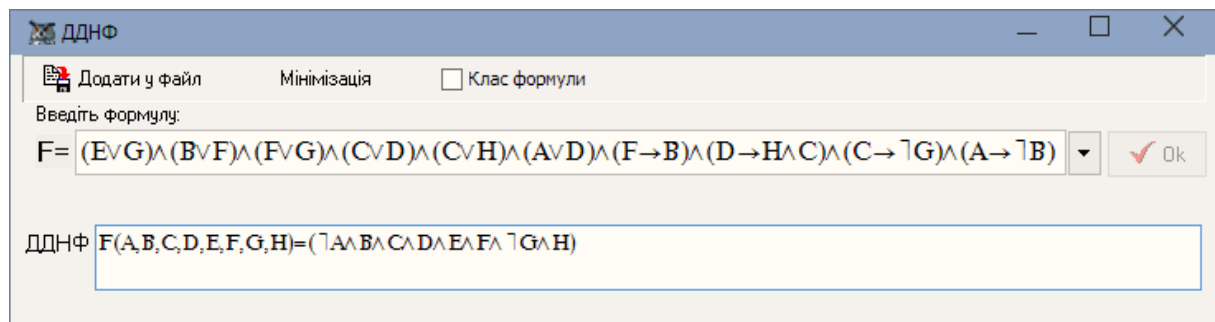 ДДНФ
Додати у файл Мінімізація Клас формули
Введіть формулу:
F= (E∨G)∧(B∨F)∧(F∨G)∧(C∨D)∧(C∨H)∧(A∨D)∧(F→B)∧(D→H∧C)∧(C→⅂G)∧(A→⅂B) Ok
ДДНФ F(A,B,C,D,E,F,G,H)=(⅂A∧B∧C∧D∧E∧F∧⅂G∧H)